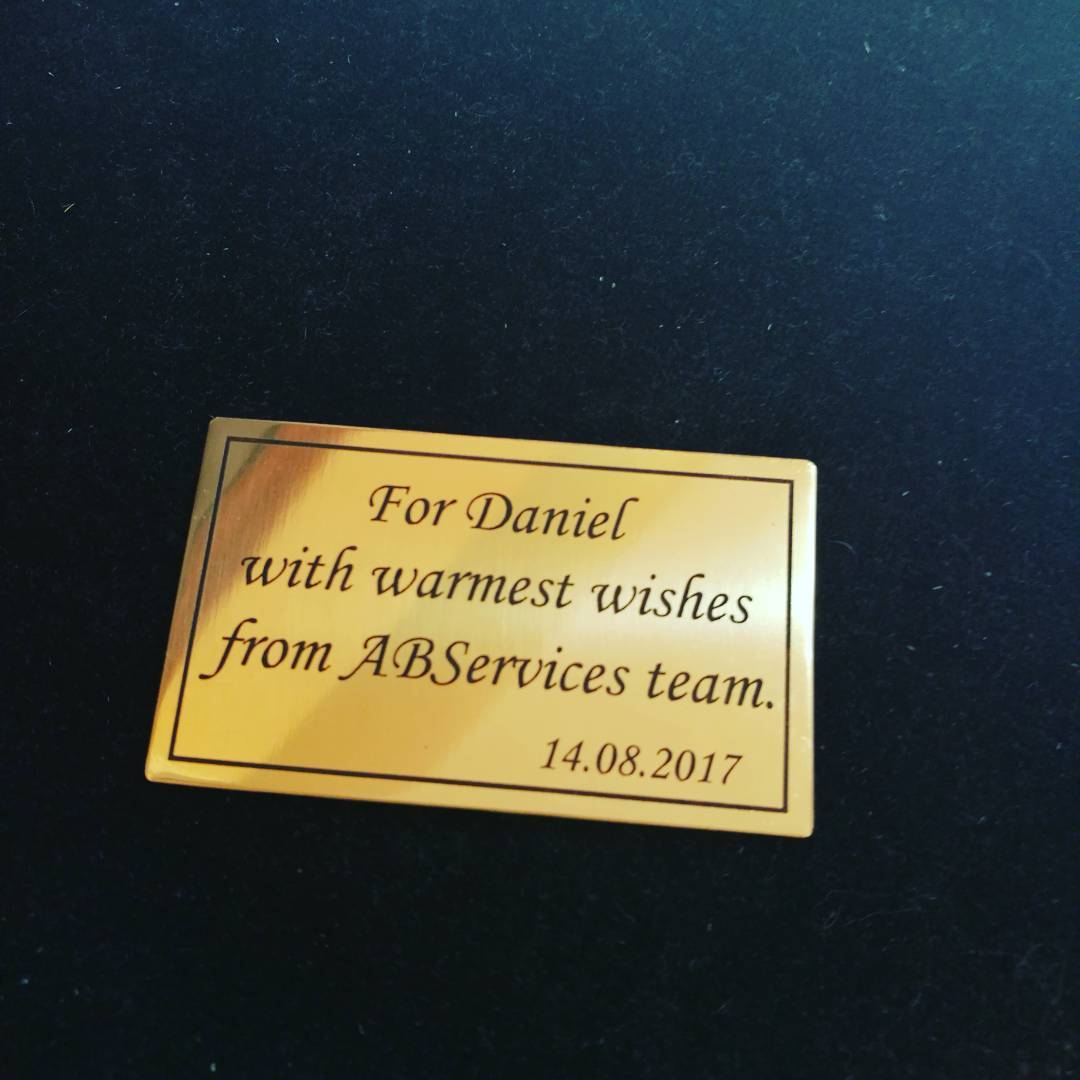 For Daniel
with warmest wishes
from ABServices team.
14.08.2017